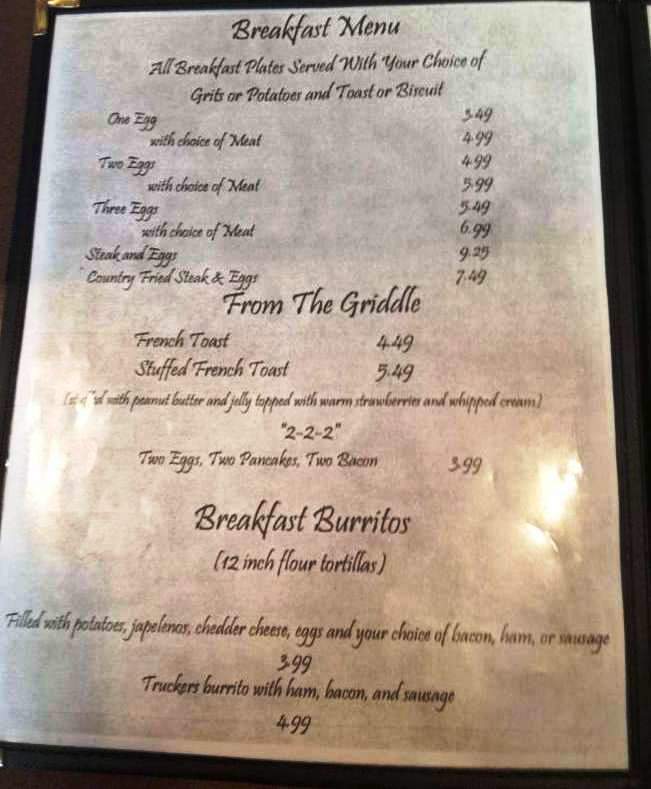 Breakfast Menu
All Breakfast Plates Served With Your Choice of
Grits or Potatoes and Toast or Biscuit
One Egg 3.49
with choice of Meat 4.99
Two Eggs 4.99
with choice of Meat 5.99
Three Eggs 5.49
with choice of Meat 6.99
Steak and Eggs 9.25
Country Fried Steak & Eggs 7.49
From The Griddle
French Toast 4.49
Stuffed French Toast 5.49
with peanut butter and jelly topped with warm strawberries and whipped cream)
"2-2-2"
Two Eggs, Two Pancakes, Two Bacon 3.99
Breakfast Burritos
(12 inch flour tortillas)
Filled with potatoes, japelenos, chedder cheese, eggs and your choice of bacon, ham, or sausage
3.99
Truckers burrito with ham, bacon, and sausage
4.99